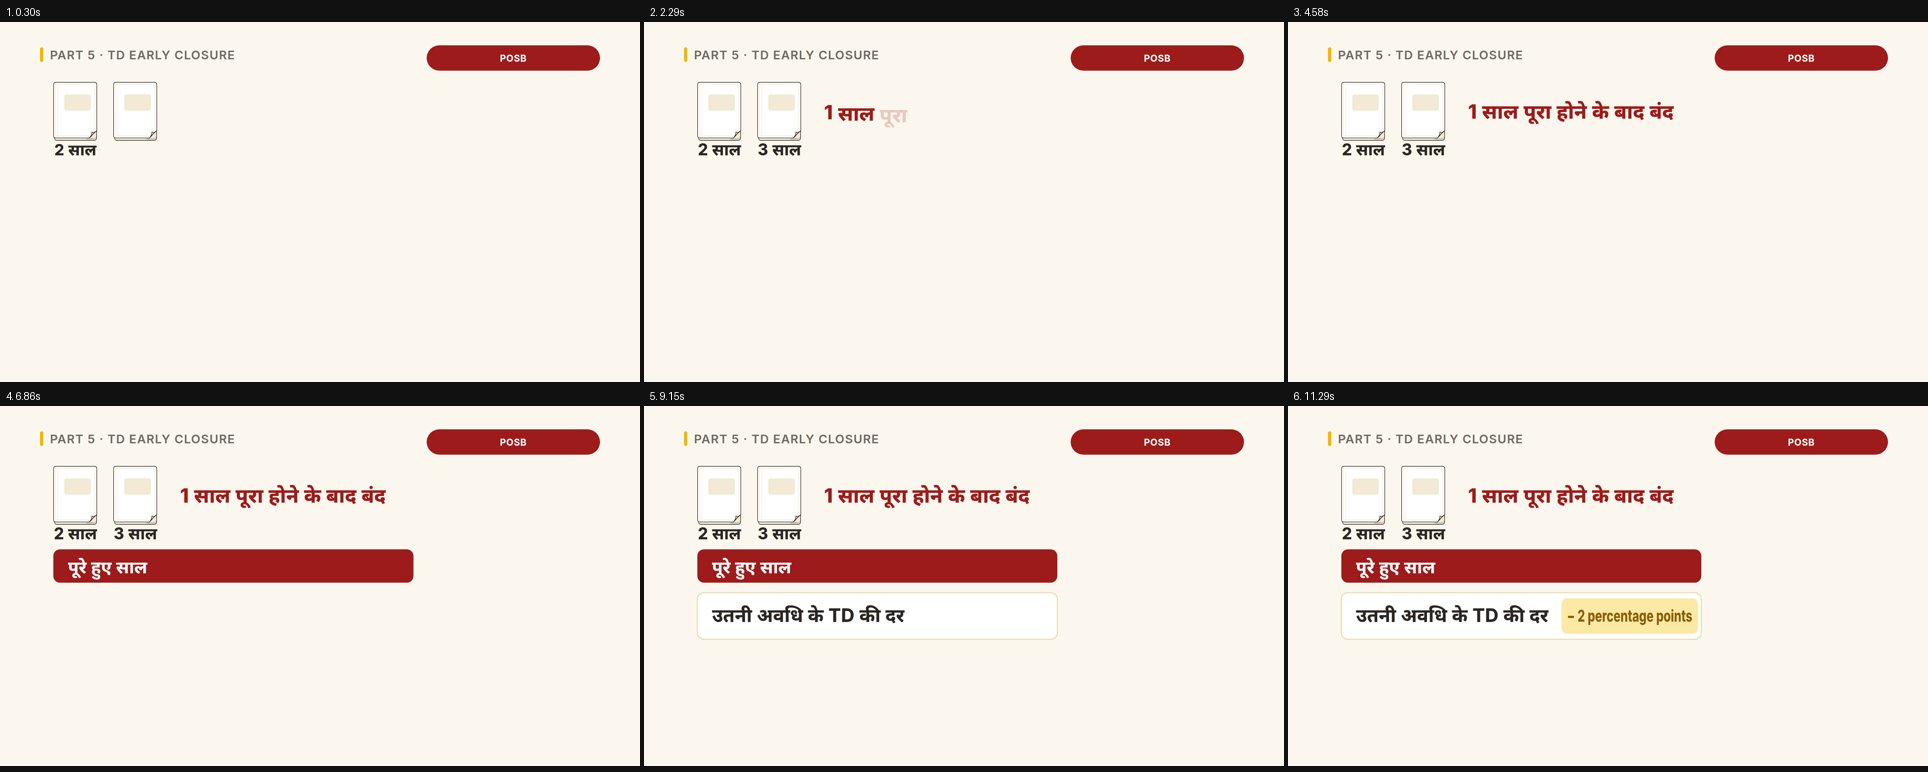 1. 0.30s
PART 5 · TD EARLY CLOSURE
POSB
2 साल
2. 2.29s
PART 5 · TD EARLY CLOSURE
POSB
1 साल पूरा
2 साल 3 साल
3. 4.58s
PART 5 · TD EARLY CLOSURE
POSB
1 साल पूरा होने के बाद बंद
2 साल 3 साल
4. 6.86s
PART 5 · TD EARLY CLOSURE
POSB
1 साल पूरा होने के बाद बंद
2 साल 3 साल
पूरे हुए साल
5. 9.15s
PART 5 · TD EARLY CLOSURE
POSB
1 साल पूरा होने के बाद बंद
2 साल 3 साल
पूरे हुए साल
उतनी अवधि के TD की दर
6. 11.29s
PART 5 · TD EARLY CLOSURE
POSB
1 साल पूरा होने के बाद बंद
2 साल 3 साल
पूरे हुए साल
उतनी अवधि के TD की दर – 2 percentage points